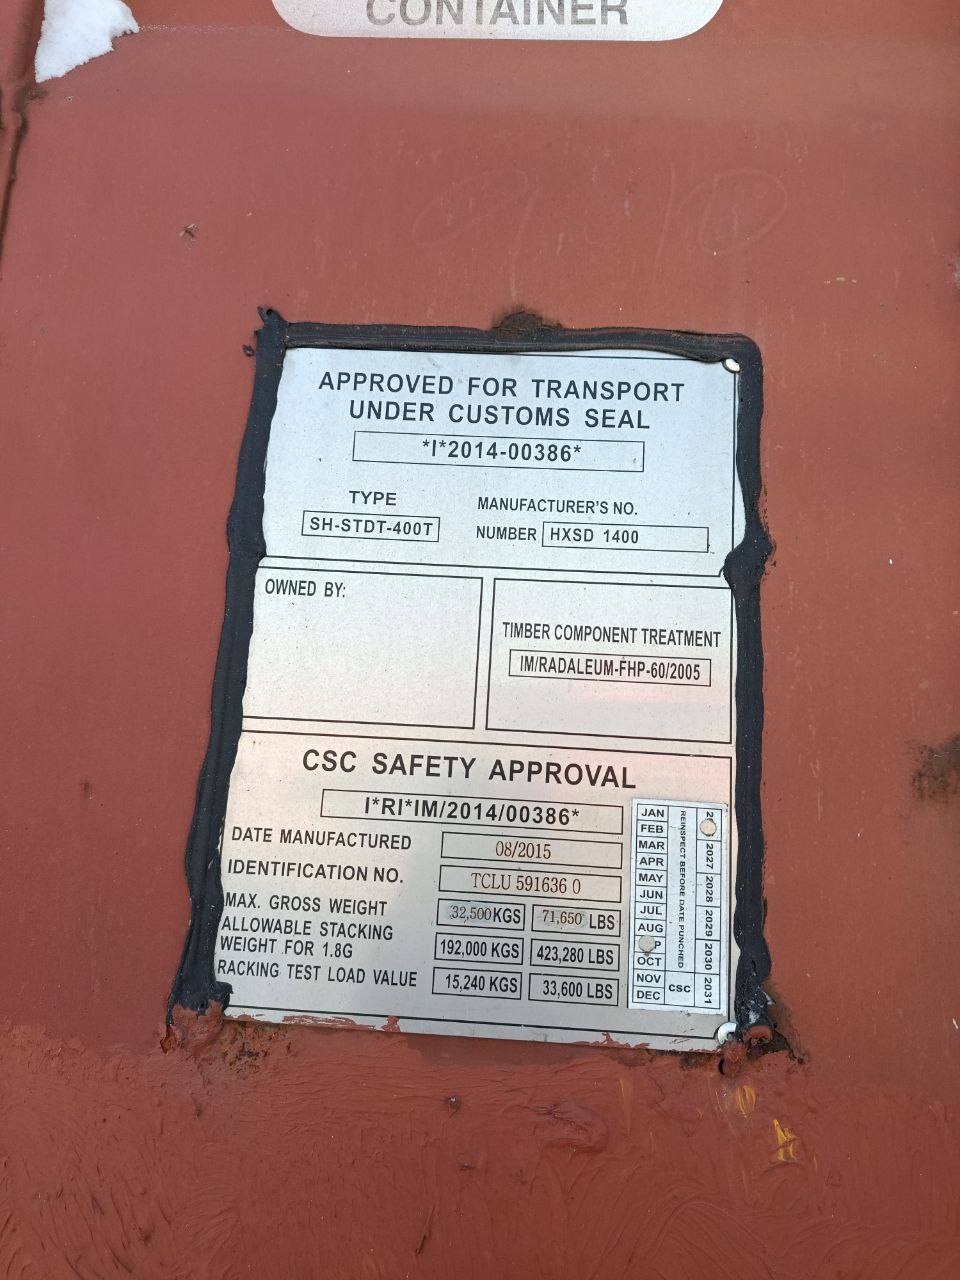 CONTAINER
APPROVED FOR TRANSPORT
UNDER CUSTOMS SEAL
*I*2014-00386*
TYPE
SH-STDT-400T
MANUFACTURER'S NO.
NUMBER HXSD 1400
OWNED BY:
TIMBER COMPONENT TREATMENT
IM/RADALEUM-FHP-60/2005
CSC SAFETY APPROVAL
I*RI*IM/2014/00386*
DATE MANUFACTURED 08/2015
IDENTIFICATION NO. TCLU 591636 0
MAX. GROSS WEIGHT 32,500KGS 71,650 LBS
ALLOWABLE STACKING
WEIGHT FOR 1.8G 192,000 KGS 423,280 LBS
RACKING TEST LOAD VALUE 15,240 KGS 33,600 LBS
JAN
FEB
MAR
APR
MAY
JUN
JUL
AUG
OCT
NOV
DEC
REINSPECT BEFORE DATE PUNCHED
CSC
2027
2028
2029
2030
2031